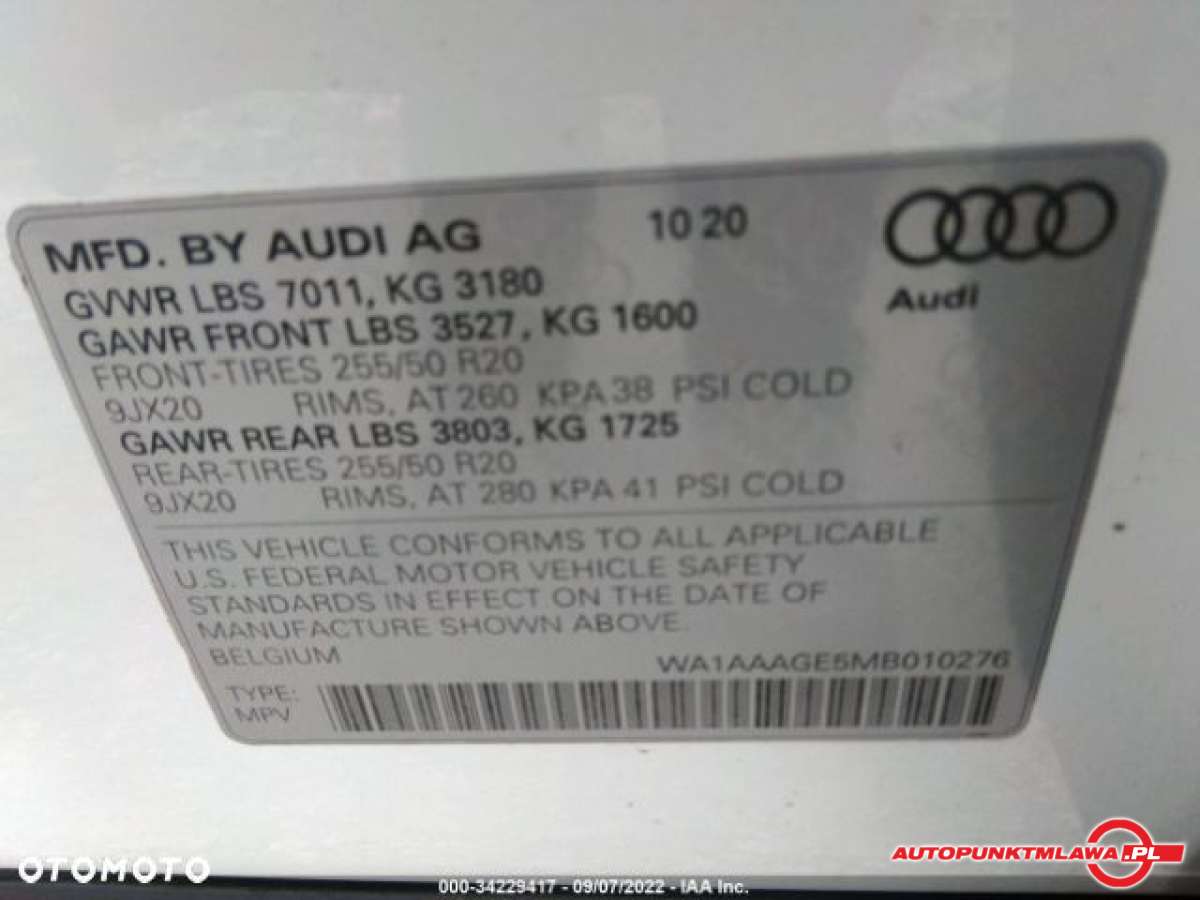 MFD. BY AUDI AG 10 20
Audi
GVWR LBS 7011, KG 3180
GAWR FRONT LBS 3527, KG 1600
FRONT-TIRES 255/50 R20
9JX20 RIMS, AT 260 KPA 38 PSI COLD
GAWR REAR LBS 3803, KG 1725
REAR-TIRES 255/50 R20
9JX20 RIMS, AT 280 KPA 41 PSI COLD
THIS VEHICLE CONFORMS TO ALL APPLICABLE
U.S. FEDERAL MOTOR VEHICLE SAFETY
STANDARDS IN EFFECT ON THE DATE OF
MANUFACTURE SHOWN ABOVE.
BELGIUM WA1AAAGE5MB010276
TYPE:
MPV
AUTOPUNKTMLAWA.PL
OTOMOTO
000-34229417 - 09/07/2022 - IAA Inc.